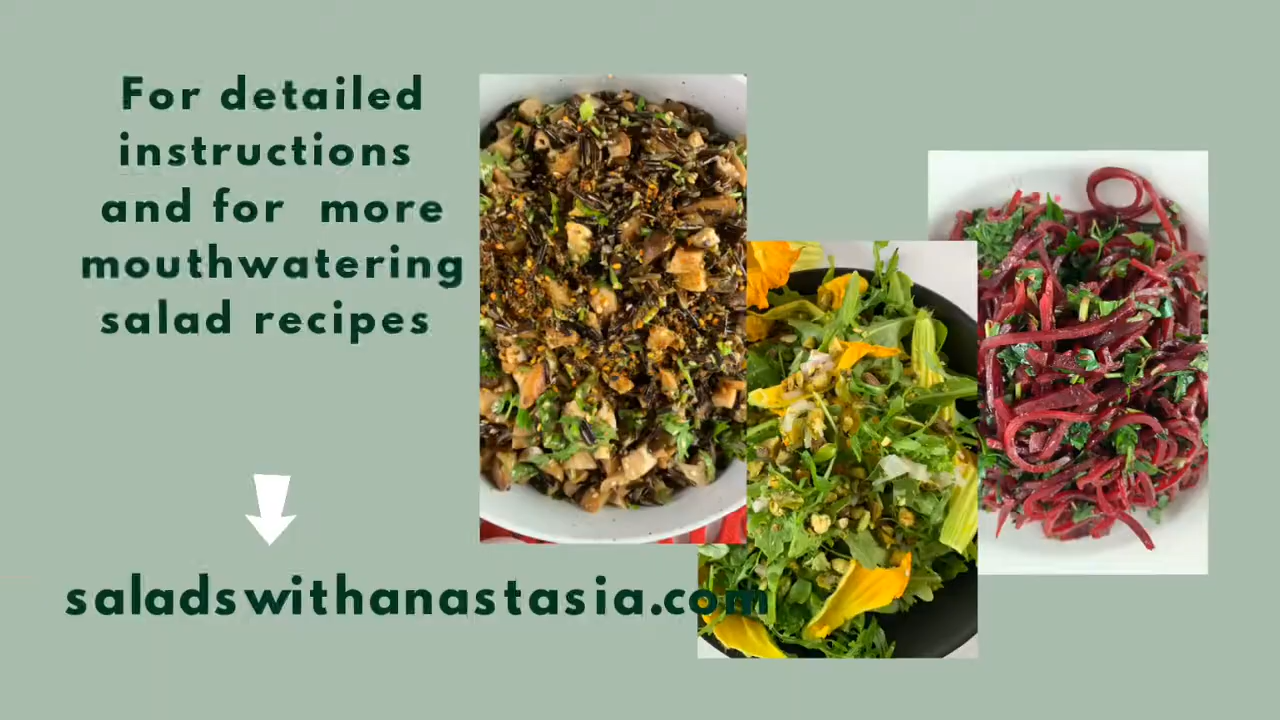 For detailed
instructions
and for more
mouthwatering
salad recipes
saladswithanastasia.com